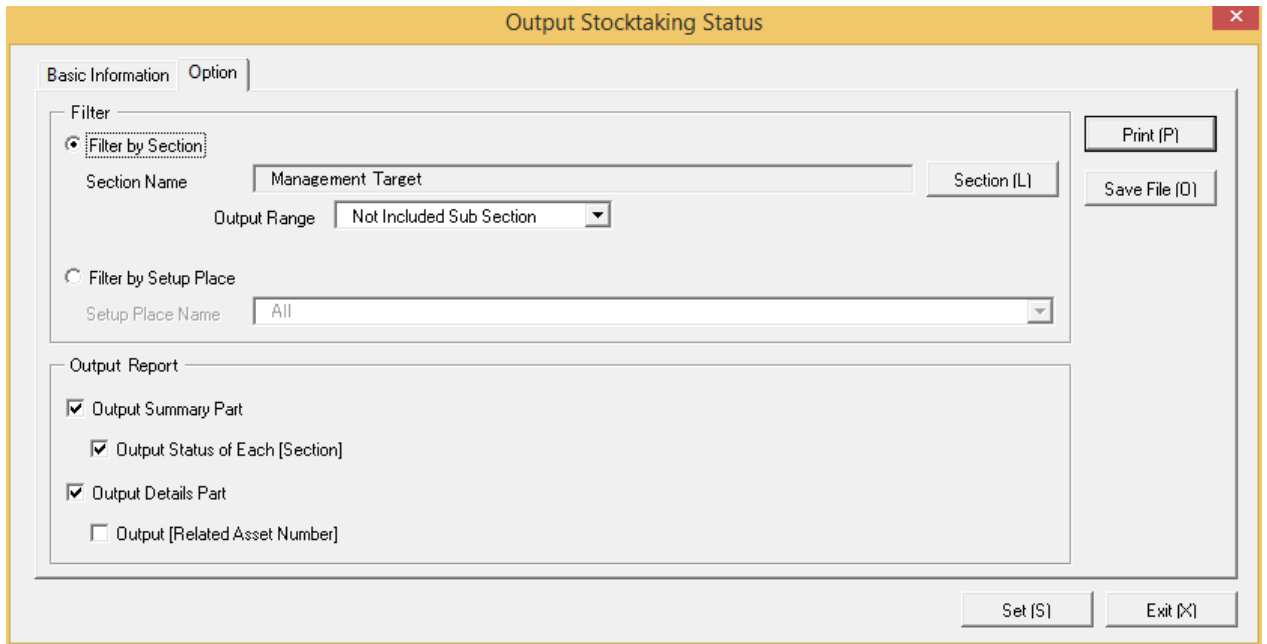 Output Stocktaking Status
Basic Information
Option
Filter
Filter by Section
Section Name
Management Target
Section (L)
Output Range
Not Included Sub Section
Filter by Setup Place
Setup Place Name
All
Print (P)
Save File (O)
Output Report
Output Summary Part
Output Status of Each [Section]
Output Details Part
Output [Related Asset Number]
Set (S)
Exit (X)